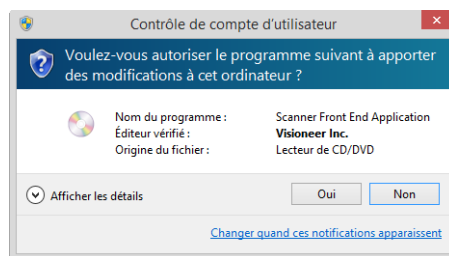 Contrôle de compte d'utilisateur
Voulez-vous autoriser le programme suivant à apporter
des modifications à cet ordinateur ?
Nom du programme : Scanner Front End Application
Éditeur vérifié : Visioneer Inc.
Origine du fichier : Lecteur de CD/DVD
Afficher les détails Oui Non
Changer quand ces notifications apparaissent